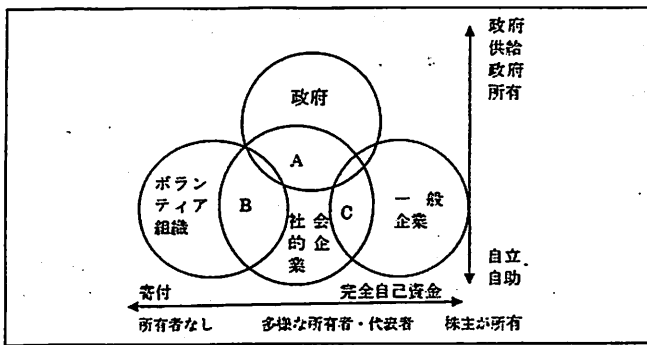 政府
供給
政府
所有
政府
A
ボラン
ティア
組織
B
社会
的企
業
C
一般
企業
自立
自助
寄付
完全自己資金
所有者なし
多様な所有者・代表者
株主が所有